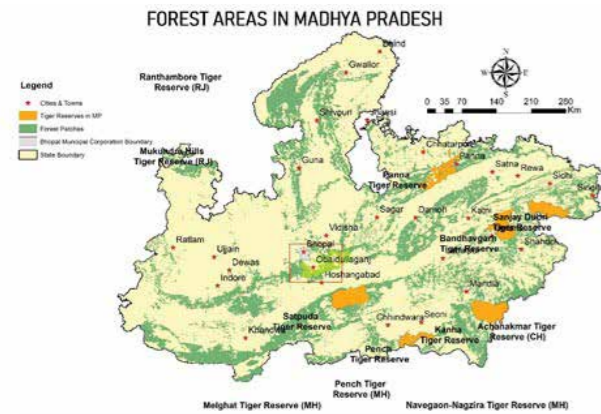 FOREST AREAS IN MADHYA PRADESH
Bhind
Gwalior
Ranthambore Tiger
Reserve (RJ)
N
W
E
S
Legend
Cities & Towns
Tiger Reserves in MP
Forest Patches
Bhopal Municipal Corporation Boundary
State Boundary
0 35 70 140 210 280
Km
Shivpuri
Mukundra Hills
Tiger Reserve (RJ)
Guna
Chhatarpur
Panna
Panna
Tiger Reserve
Satna
Rewa
Sidhi
Sagar
Damoh
Katni
Sanjay Dubri
Bandhavgarh
Tiger Reserve
Shahdol
Vidisha
Bhopal
Obaidullaganj
Hoshangabad
Ratlam
Ujjain
Dewas
Indore
Khandwa
Satpuda
Tiger Reserve
Chhindwara
Seoni
Mandla
Kanha
Tiger Reserve
Achanakmar Tiger
Reserve (CH)
Pench
Tiger Reserve
Pench Tiger
Reserve (MH)
Melghat Tiger Reserve (MH)
Navegaon-Nagzira Tiger Reserve (MH)